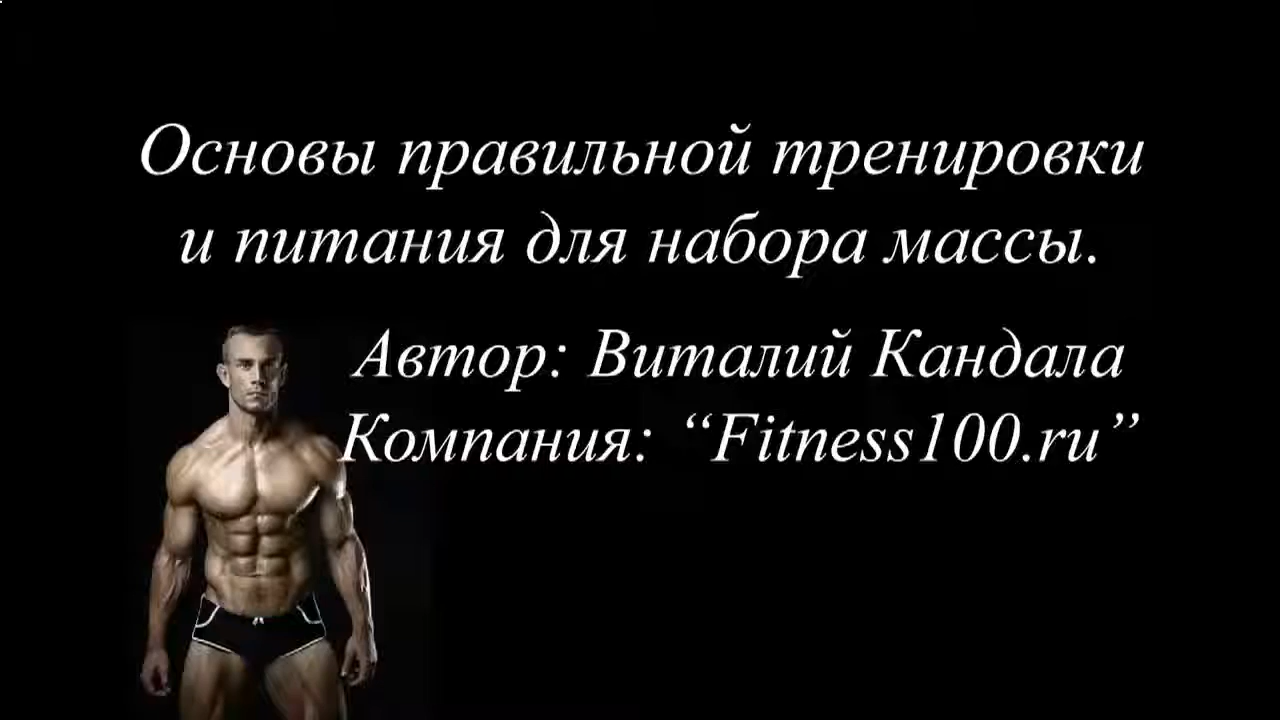 Основы правильной тренировки
и питания для набора массы.
Автор: Виталий Кандала
Компания: “Fitness100.ru”